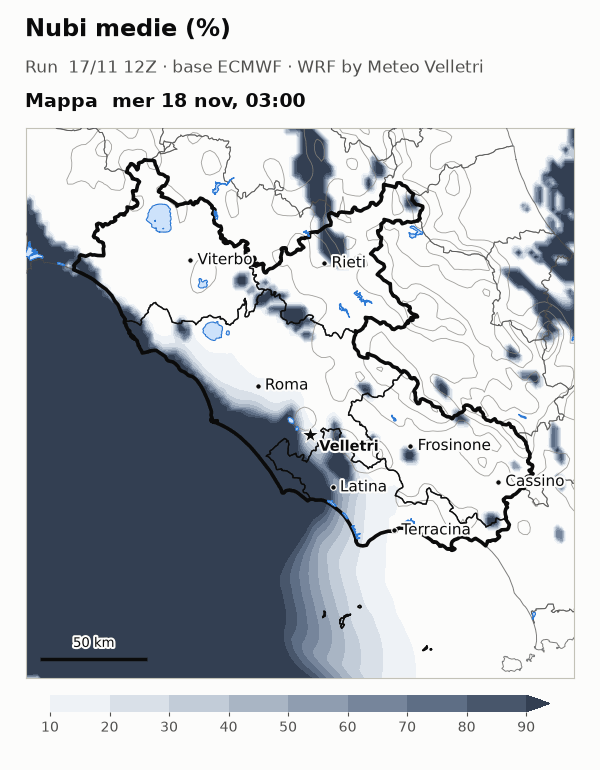 Nubi medie (%)
Run  17/11 12Z · base ECMWF · WRF by Meteo Velletri
Mappa  mer 18 nov, 03:00
Viterbo
Rieti
Roma
Velletri
Frosinone
Latina
Cassino
Terracina
50 km
10 20 30 40 50 60 70 80 90